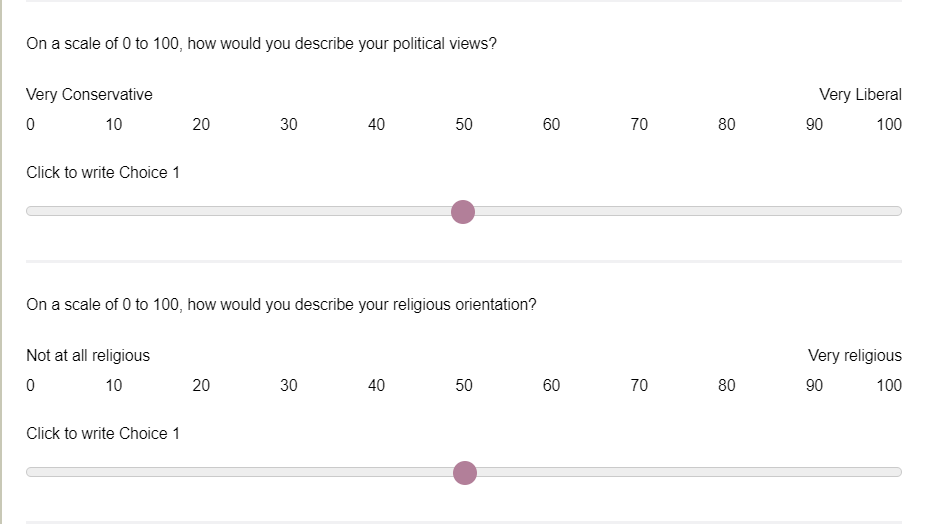 On a scale of 0 to 100, how would you describe your political views?
Very Conservative Very Liberal
0 10 20 30 40 50 60 70 80 90 100
Click to write Choice 1
On a scale of 0 to 100, how would you describe your religious orientation?
Not at all religious Very religious
0 10 20 30 40 50 60 70 80 90 100
Click to write Choice 1